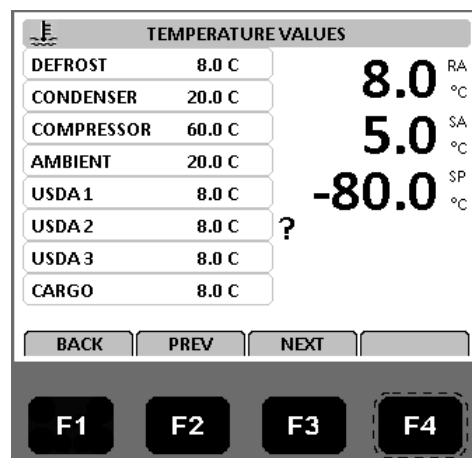 TEMPERATURE VALUES
DEFROST 8.0 C
CONDENSER 20.0 C
COMPRESSOR 60.0 C
AMBIENT 20.0 C
USDA 1 8.0 C
USDA 2 8.0 C
USDA 3 8.0 C
CARGO 8.0 C
8.0 RA °C
5.0 SA °C
-80.0 SP °C
?
BACK PREV NEXT
F1 F2 F3 F4